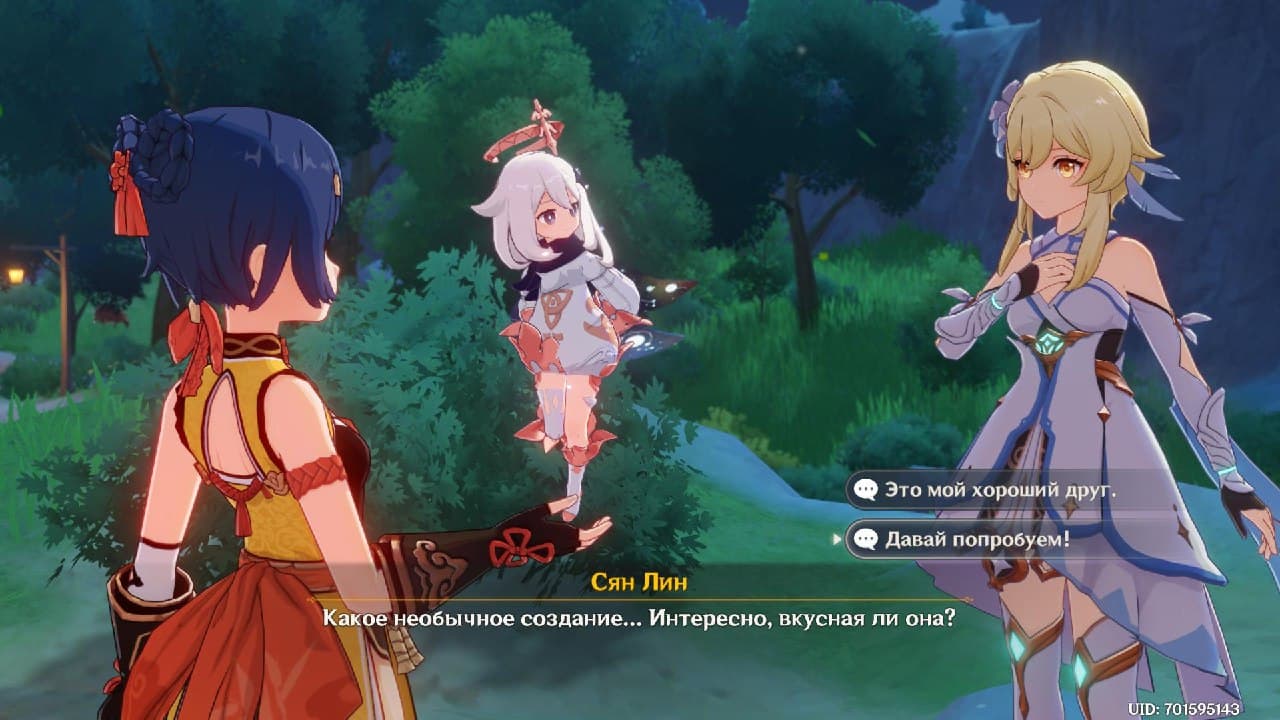 Это мой хороший друг.
Давай попробуем!
Сян Лин
Какое необычное создание... Интересно, вкусная ли она?
UID: 701595143